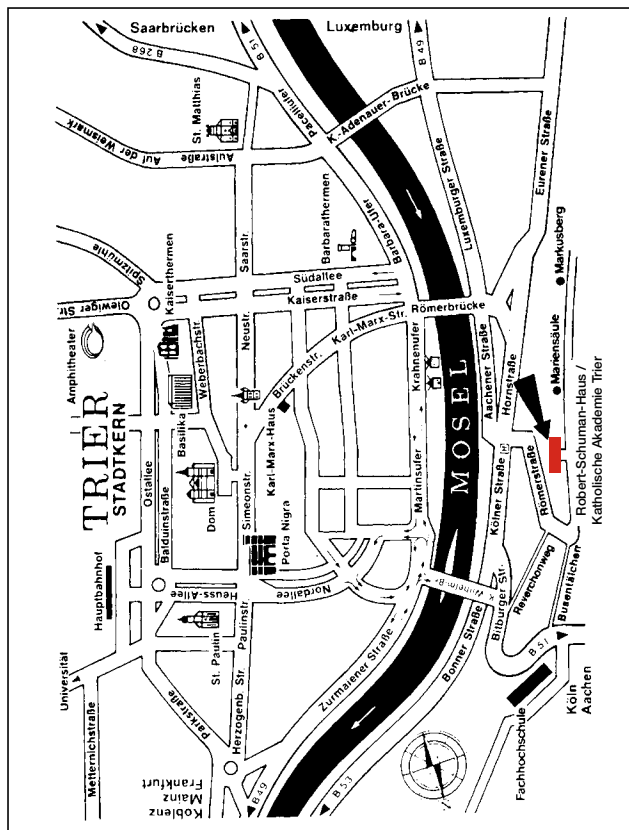 TRIER
STADTKERN
Saarbrücken
B 268
B 51
Luxemburg
B 49
Pacelliufer
K.-Adenauer-Brücke
St. Matthias
Auf der Weismark
Aulstraße
Eurener Straße
Luxemburger Straße
Barbara-Ufer
Barbarathermen
Saarstr.
Südallee
Kaiserstraße
Spitzmühle
Olewiger Str.
Kaiserthermen
Amphitheater
Weberbachstr.
Neustr.
Karl-Marx-Str.
Römerbrücke
Krahnenufer
Brückenstr.
Karl-Marx-Haus
Basilika
Dom
Ostallee
Balduinstraße
Simeonstr.
Porta Nigra
Martinsufer
MOSEL
Aachener Straße
Hornstraße
Markusberg
Mariensäule
Robert-Schuman-Haus /
Katholische Akademie Trier
Römerstraße
Kölner Straße
Hauptbahnhof
Heuss-Allee
Nordallee
Bitburger Str.
Reverchonweg
Busentälchen
B 51
Köln
Aachen
Fachhochschule
Bonner Straße
Zurmaiener Straße
St. Paulin
Paulinstr.
Herzogenb. Str.
Parkstraße
Universität
Metternichstraße
Koblenz
Mainz
Frankfurt
B 49
B 53